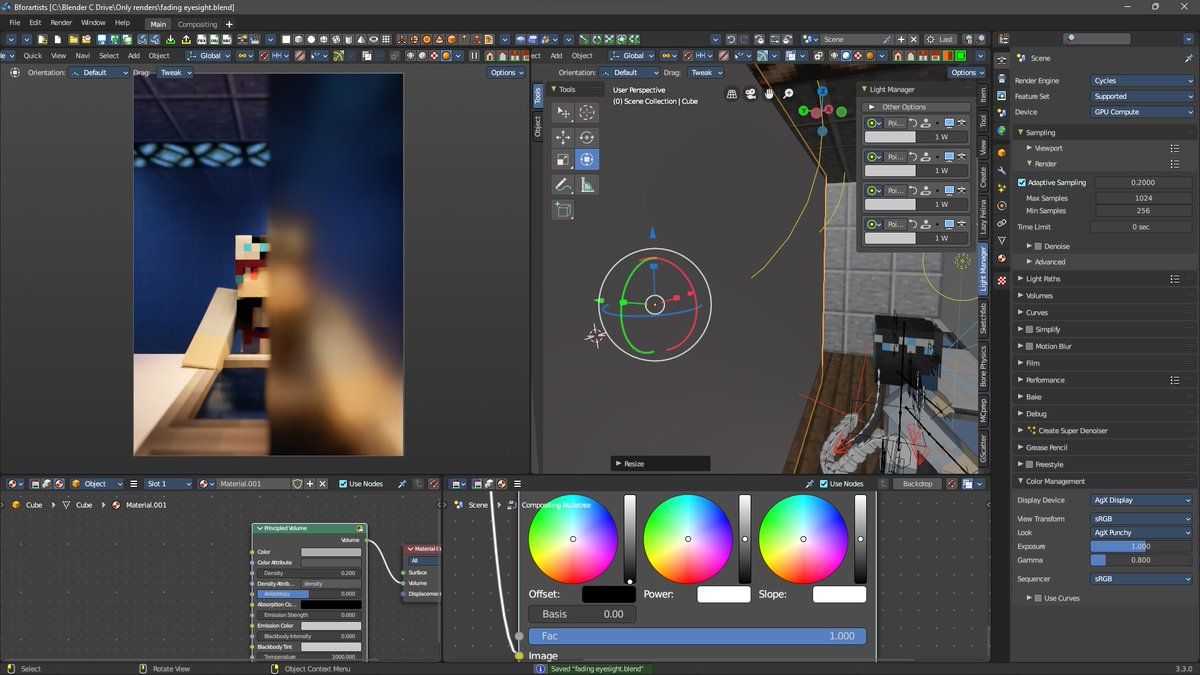 Bforartists [C:\Blender C Drive\Only renders\fading eyesight.blend]
File Edit Render Window Help Main Compositing +
Scene Last
Quick View Navi Select Add Object Global
Orientation: Default Drag: Tweak Options
ect Add Object Global
Orientation: Default Drag: Tweak Options
Tools
Object
Tools
User Perspective
(0) Scene Collection | Cube
Z
Y
X
Light Manager
Other Options
Poi...
1 W
Poi...
1 W
Poi...
1 W
Poi...
1 W
Item
Tool
View
Create
Lazy Felina
Light Manager
Sketchfab
Bone Physics
MCprep
GScatter
Resize
Scene
Render Engine Cycles
Feature Set Supported
Device GPU Compute
Sampling
Viewport
Render
Adaptive Sampling 0.2000
Max Samples 1024
Min Samples 256
Time Limit 0 sec
Denoise
Advanced
Light Paths
Volumes
Curves
Simplify
Motion Blur
Film
Performance
Bake
Debug
Create Super Denoiser
Grease Pencil
Freestyle
Color Management
Display Device AgX Display
View Transform sRGB
Look AgX Punchy
Exposure 1.000
Gamma 0.800
Sequencer sRGB
Use Curves
Object Slot 1 Material.001 Use Nodes
Cube Cube Material.001
Principled Volume
Volume
Color
Color Attribute
Density 0.200
Density Attrib... density
Anisotropy 0.000
Absorption Co...
Emission Strength 0.000
Emission Color
Blackbody Intensity 0.000
Blackbody Tint
Temperature 1000.000
All
Surface
Volume
Displacemen
Use Nodes Backdrop
Scene Compositing Nodetree
Offset: Power: Slope:
Basis 0.00
Fac 1.000
Image
Select Rotate View Object Context Menu Saved "fading eyesight.blend" 3.3.0